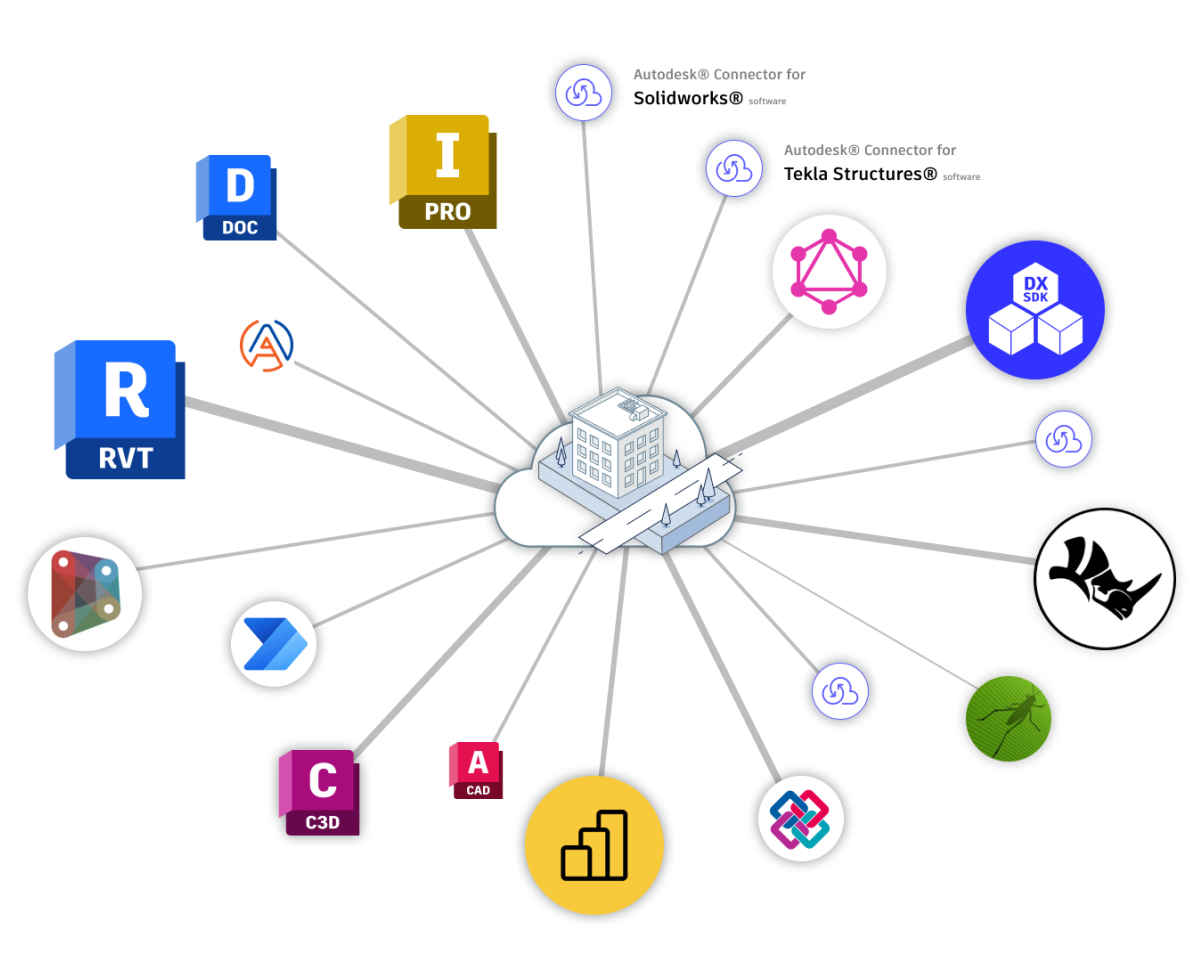 Autodesk® Connector for
Solidworks® software
Autodesk® Connector for
Tekla Structures® software
I
PRO
D
DOC
DX
SDK
R
RVT
C
C3D
A
CAD